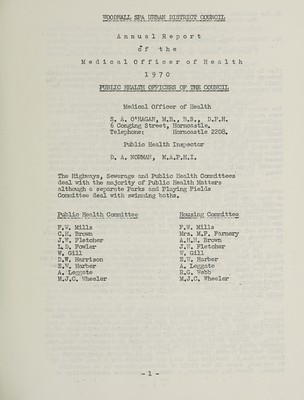 WOODHALL SPA URBAN DISTRICT COUNCIL
Annual Report
of the
Medical Officer of Health
1970
PUBLIC HEALTH OFFICERS OF THE COUNCIL
Medical Officer of Health
S. A. O'HAGAN, M.B., B.S., D.P.H.
6 Conging Street, Horncastle.
Telephone: Horncastle 2208.
Public Health Inspector
D. A. NORMAN, M.A.P.H.I.
The Highways, Sewerage and Public Health Committees
deal with the majority of Public Health Matters
although a separate Parks and Playing Fields
Committee deal with swimming baths.
Public Health Committee Housing Committee
F.W. Mills F.W. Mills
C.H. Brown Mrs. M.P. Farmery
J.W. Fletcher A.H.H. Brown
L.D. Fowler J.W. Fletcher
W. Gill W. Gill
D.W. Harrison E.W. Harber
E.W. Harber A. Leggate
A. Leggate R.G. Webb
M.J.C. Wheeler M.J.C. Wheeler
- 1 -